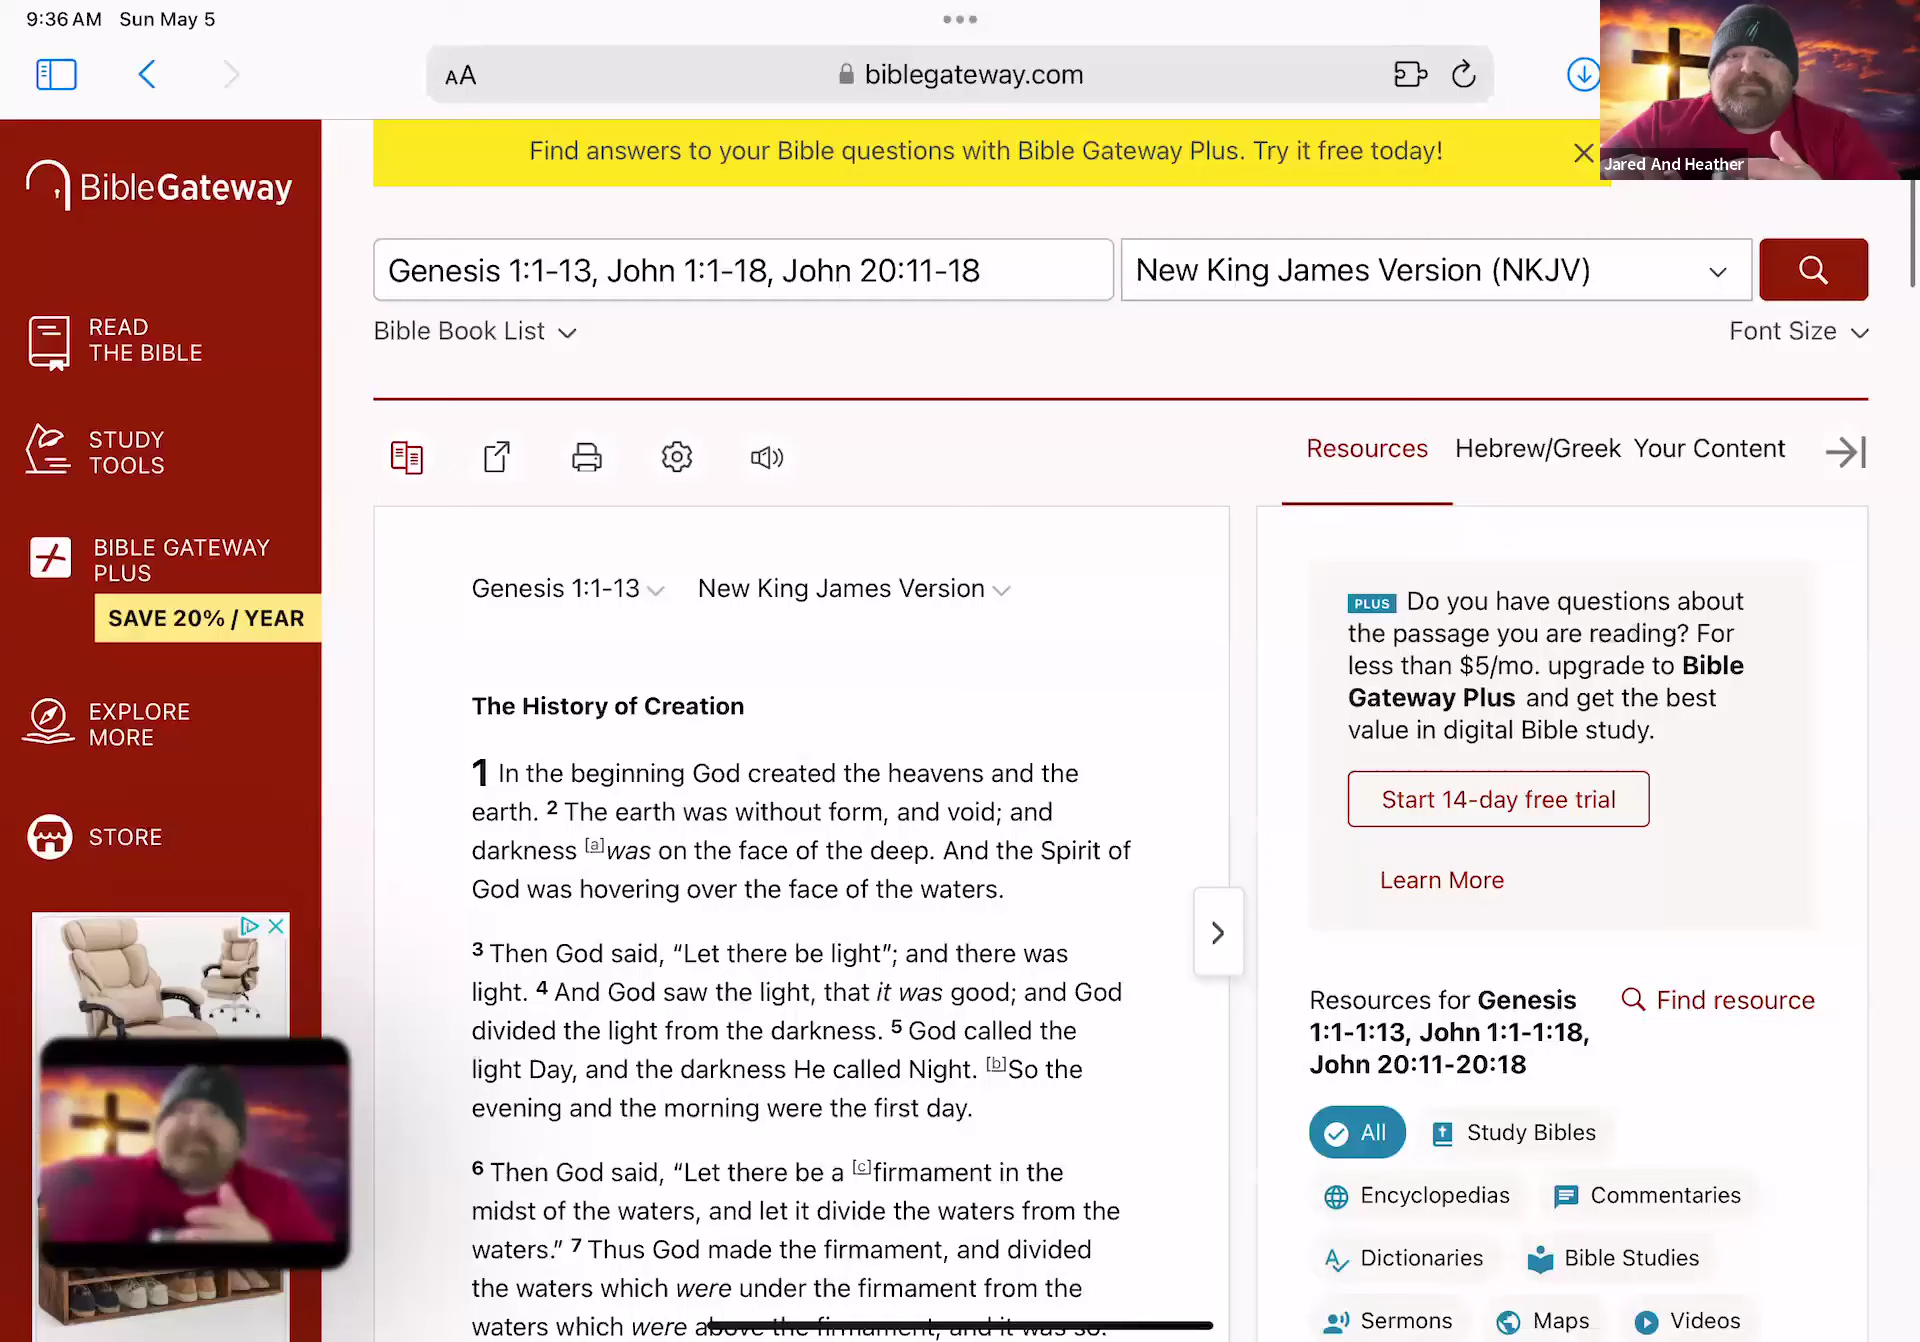 9:36 AM Sun May 5
AA
biblegateway.com
Jared And Heather
Find answers to your Bible questions with Bible Gateway Plus. Try it free today!
BibleGateway
READ
THE BIBLE
STUDY
TOOLS
BIBLE GATEWAY
PLUS
SAVE 20% / YEAR
EXPLORE
MORE
STORE
Genesis 1:1-13, John 1:1-18, John 20:11-18
New King James Version (NKJV)
Bible Book List
Font Size
Resources
Hebrew/Greek
Your Content
Genesis 1:1-13
New King James Version
The History of Creation
1 In the beginning God created the heavens and the
earth. 2 The earth was without form, and void; and
darkness [a]was on the face of the deep. And the Spirit of
God was hovering over the face of the waters.
3 Then God said, “Let there be light”; and there was
light. 4 And God saw the light, that it was good; and God
divided the light from the darkness. 5 God called the
light Day, and the darkness He called Night. [b]So the
evening and the morning were the first day.
6 Then God said, “Let there be a [c]firmament in the
midst of the waters, and let it divide the waters from the
waters.” 7 Thus God made the firmament, and divided
the waters which were under the firmament from the
waters which were above the firmament, and it was so.
PLUS Do you have questions about
the passage you are reading? For
less than $5/mo. upgrade to Bible
Gateway Plus and get the best
value in digital Bible study.
Start 14-day free trial
Learn More
Resources for Genesis
1:1-1:13, John 1:1-1:18,
John 20:11-20:18
Find resource
All
Study Bibles
Encyclopedias
Commentaries
Dictionaries
Bible Studies
Sermons
Maps
Videos